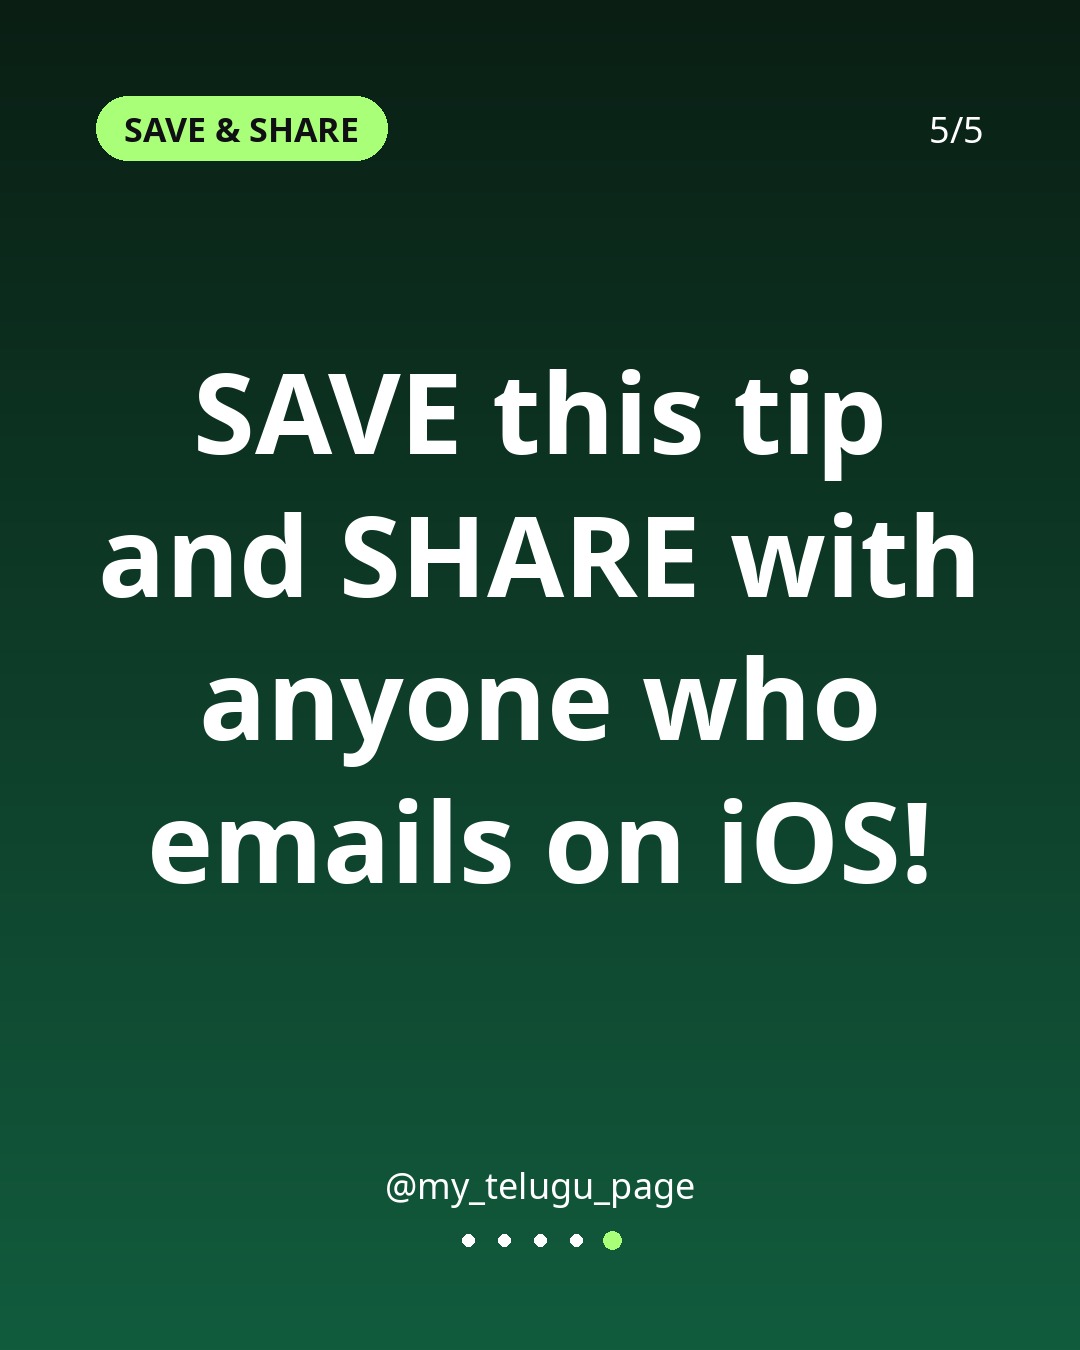 SAVE & SHARE
5/5
SAVE this tip
and SHARE with
anyone who
emails on iOS!
@my_telugu_page